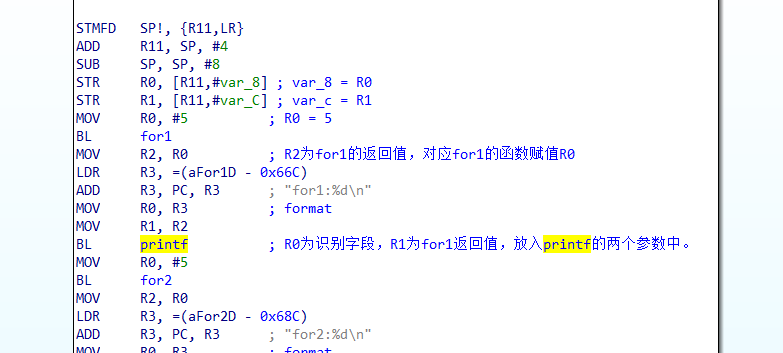 STMFD SP!, {R11,LR}
ADD R11, SP, #4
SUB SP, SP, #8
STR R0, [R11,#var_8] ; var_8 = R0
STR R1, [R11,#var_C] ; var_c = R1
MOV R0, #5 ; R0 = 5
BL for1
MOV R2, R0 ; R2为for1的返回值，对应for1的函数赋值R0
LDR R3, =(aFor1D - 0x66C)
ADD R3, PC, R3 ; "for1:%d\n"
MOV R0, R3 ; format
MOV R1, R2
BL printf ; R0为识别字段，R1为for1返回值，放入printf的两个参数中。
MOV R0, #5
BL for2
MOV R2, R0
LDR R3, =(aFor2D - 0x68C)
ADD R3, PC, R3 ; "for2:%d\n"
MOV R0, R3 ; format